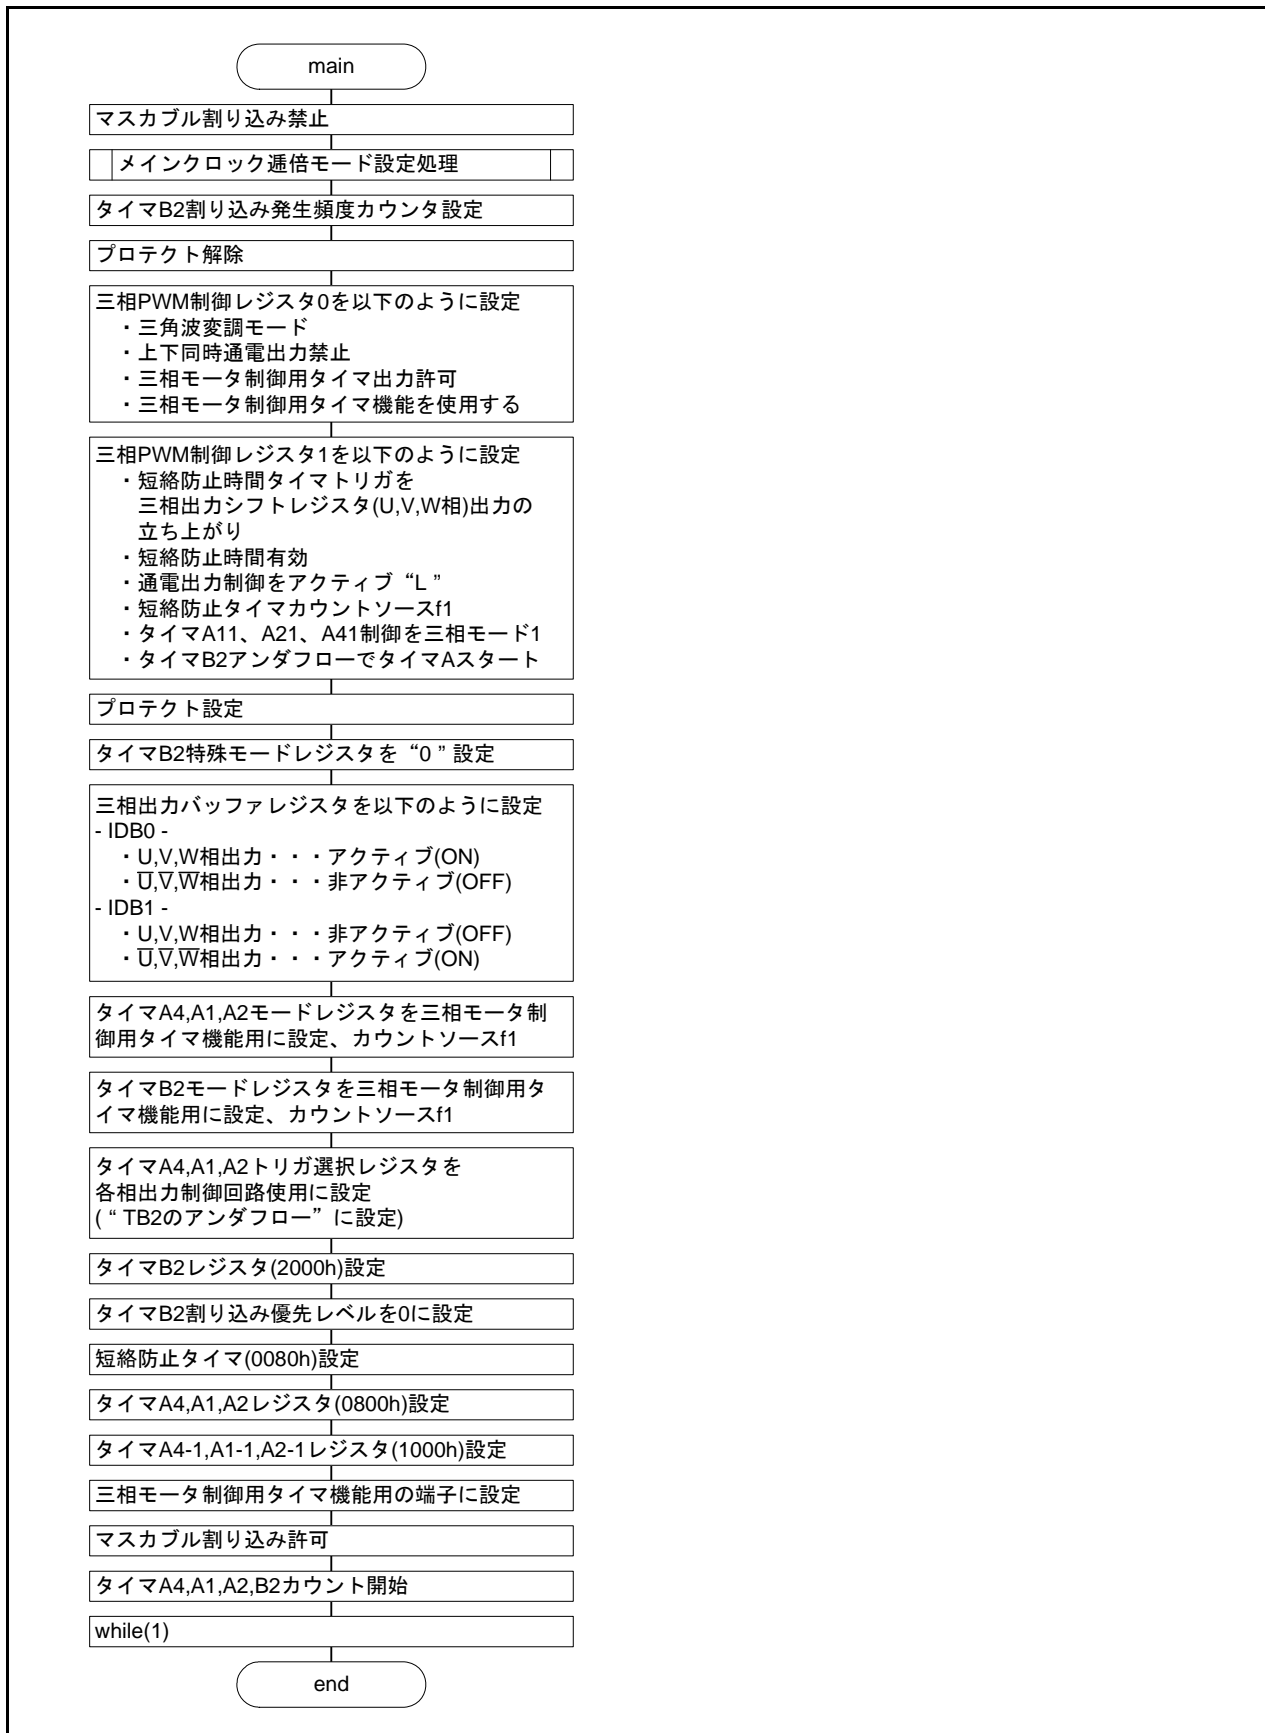 main
マスカブル割り込み禁止
メインクロック逓倍モード設定処理
タイマB2割り込み発生頻度カウンタ設定
プロテクト解除
三相PWM制御レジスタ0を以下のように設定
・三角波変調モード
・上下同時通電出力禁止
・三相モータ制御用タイマ出力許可
・三相モータ制御用タイマ機能を使用する
三相PWM制御レジスタ1を以下のように設定
・短絡防止時間タイマトリガを
三相出力シフトレジスタ(U,V,W相)出力の
立ち上がり
・短絡防止時間有効
・通電出力制御をアクティブ“L ”
・短絡防止タイマカウントソースf1
・タイマA11、A21、A41制御を三相モード1
・タイマB2アンダフローでタイマAスタート
プロテクト設定
タイマB2特殊モードレジスタを“0 ”設定
三相出力バッファレジスタを以下のように設定
- IDB0 -
・U,V,W相出力・・・アクティブ(ON)
・U̅,V̅,W̅相出力・・・非アクティブ(OFF)
- IDB1 -
・U,V,W相出力・・・非アクティブ(OFF)
・U̅,V̅,W̅相出力・・・アクティブ(ON)
タイマA4,A1,A2モードレジスタを三相モータ制
御用タイマ機能用に設定、カウントソースf1
タイマB2モードレジスタを三相モータ制御用タ
イマ機能用に設定、カウントソースf1
タイマA4,A1,A2トリガ選択レジスタを
各相出力制御回路使用に設定
( “ TB2のアンダフロー”に設定)
タイマB2レジスタ(2000h)設定
タイマB2割り込み優先レベルを0に設定
短絡防止タイマ(0080h)設定
タイマA4,A1,A2レジスタ(0800h)設定
タイマA4-1,A1-1,A2-1レジスタ(1000h)設定
三相モータ制御用タイマ機能用の端子に設定
マスカブル割り込み許可
タイマA4,A1,A2,B2カウント開始
while(1)
end